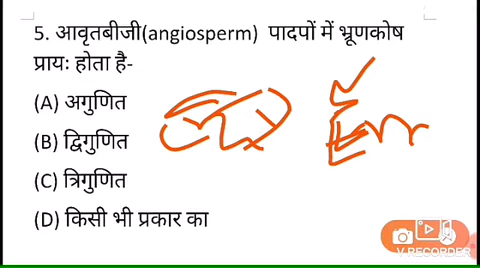 5. आवृतबीजी(angiosperm) पादपों में भ्रूणकोष
प्रायः होता है-
(A) अगुणित
(B) द्विगुणित
(C) त्रिगुणित
(D) किसी भी प्रकार का
V RECORDER